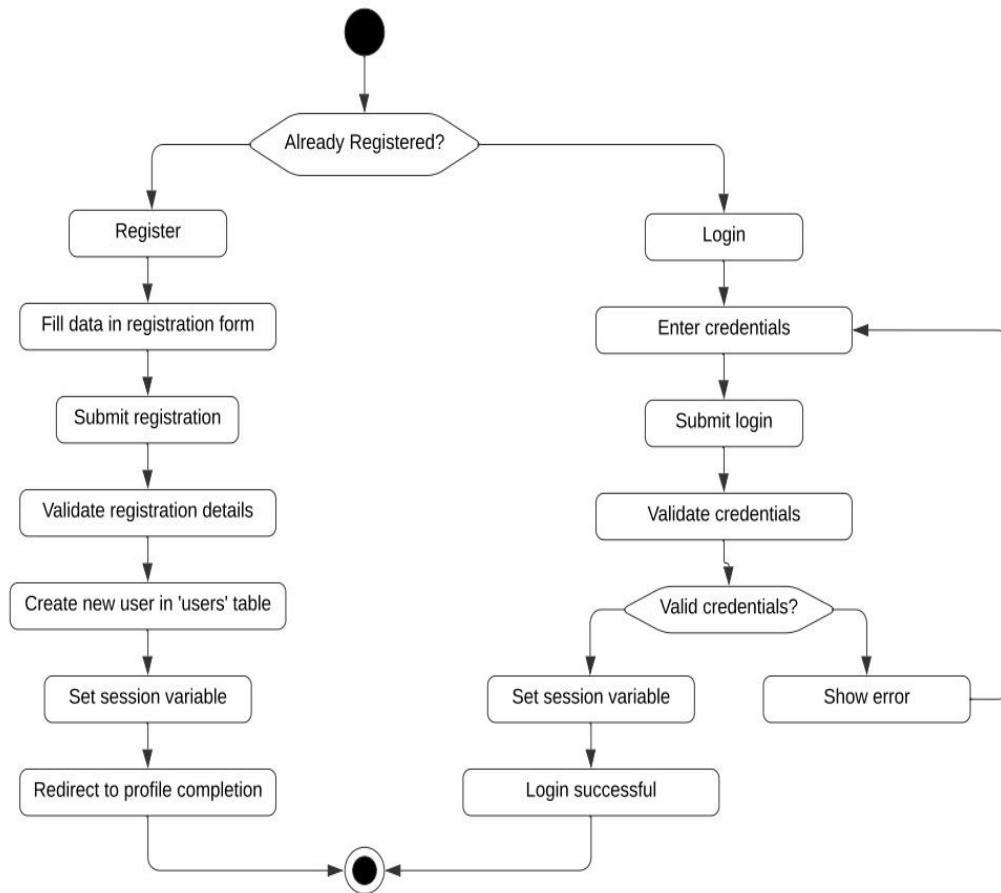 Already Registered?
Register
Login
Fill data in registration form
Enter credentials
Submit registration
Submit login
Validate registration details
Validate credentials
Create new user in 'users' table
Valid credentials?
Set session variable
Set session variable
Show error
Redirect to profile completion
Login successful